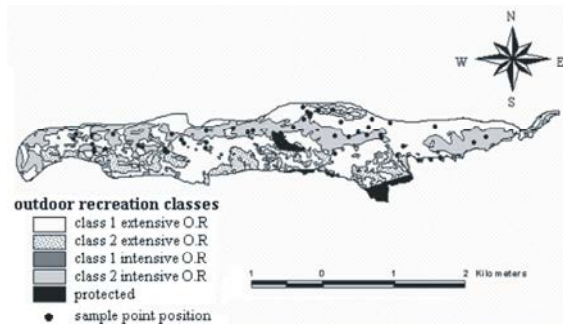 N
W E
S
outdoor recreation classes
class 1 extensive O.R
class 2 extensive O.R
class 1 intensive O.R
class 2 intensive O.R
protected
sample point position
1 0 1 2 Kilometers